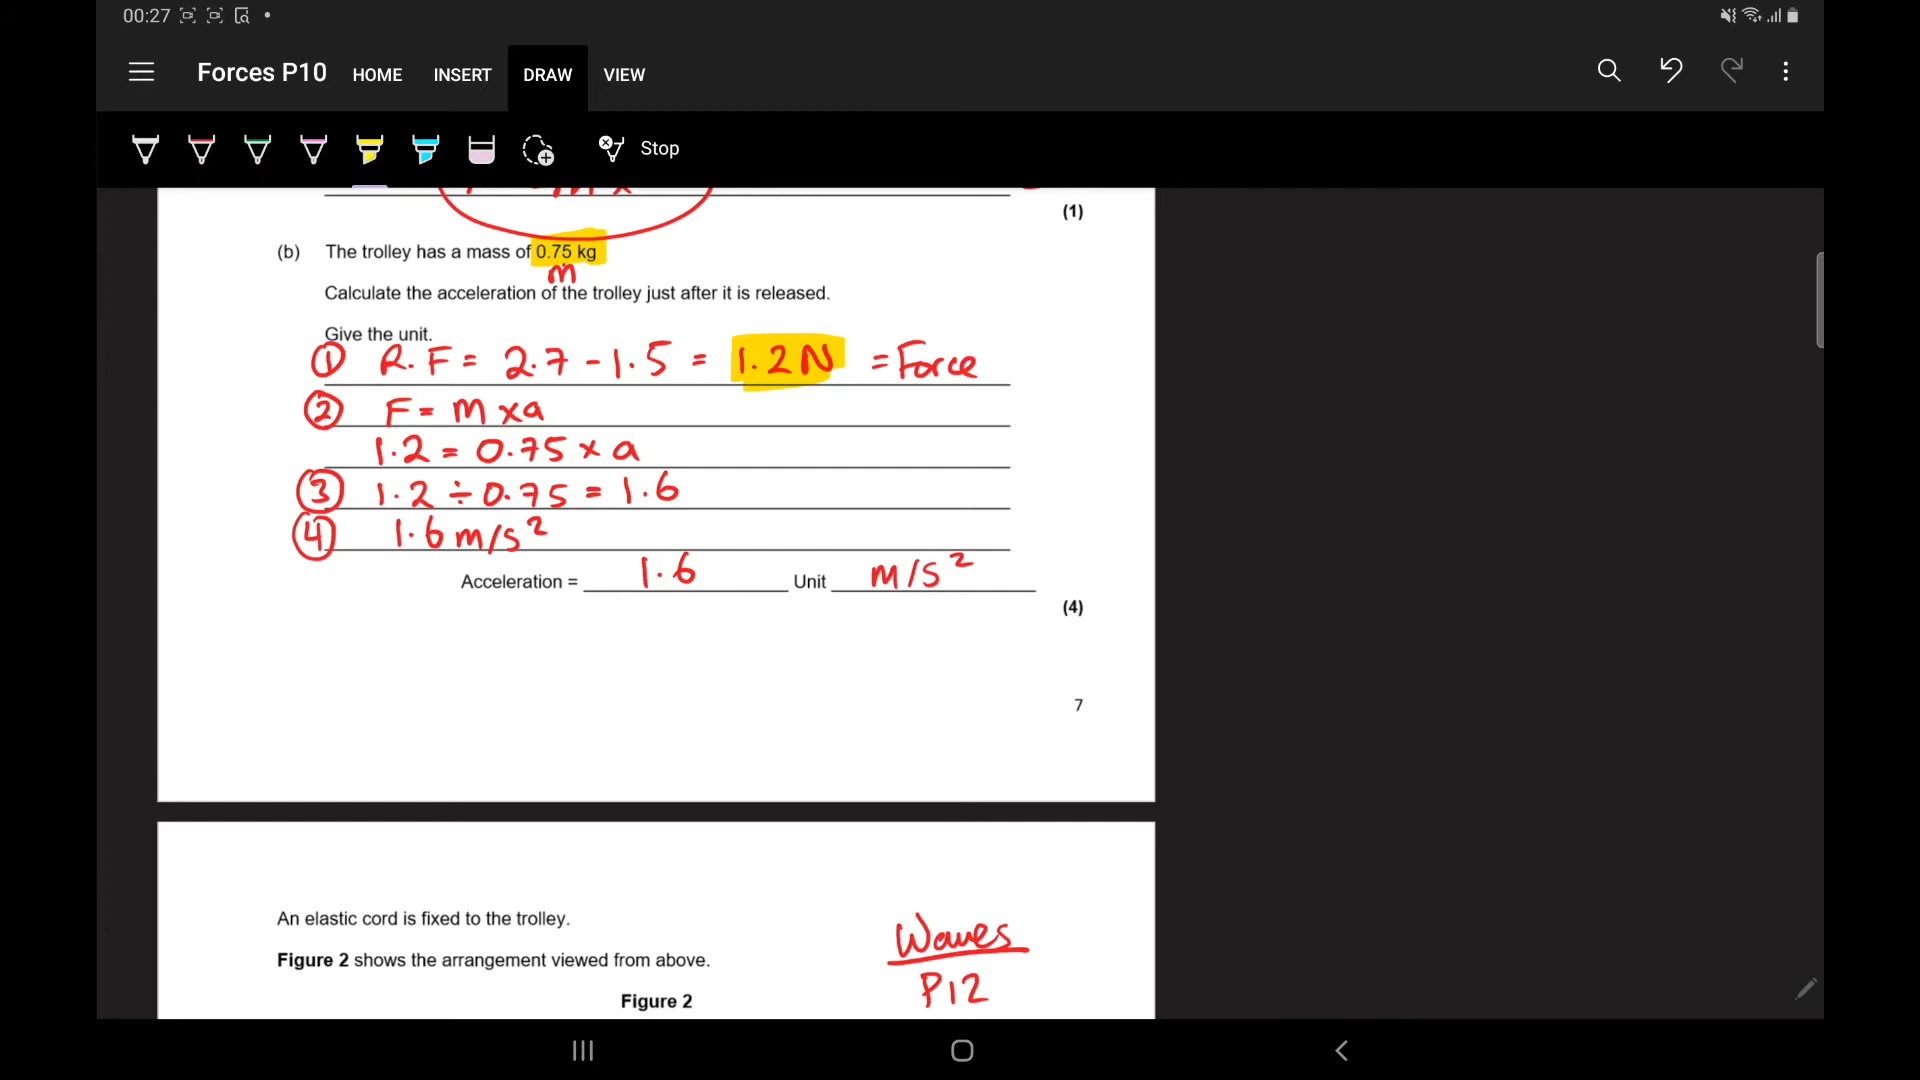 00:27
Forces P10 HOME INSERT DRAW VIEW
Stop
(1)
(b) The trolley has a mass of 0.75 kg
m
Calculate the acceleration of the trolley just after it is released.
Give the unit.
① R.F = 2.7 - 1.5 = 1.2N = Force
② F = m x a
1.2 = 0.75 x a
③ 1.2 ÷ 0.75 = 1.6
④ 1.6 m/s²
Acceleration = 1.6 Unit m/s²
(4)
7
An elastic cord is fixed to the trolley.
Waves
Figure 2 shows the arrangement viewed from above.
P12
Figure 2